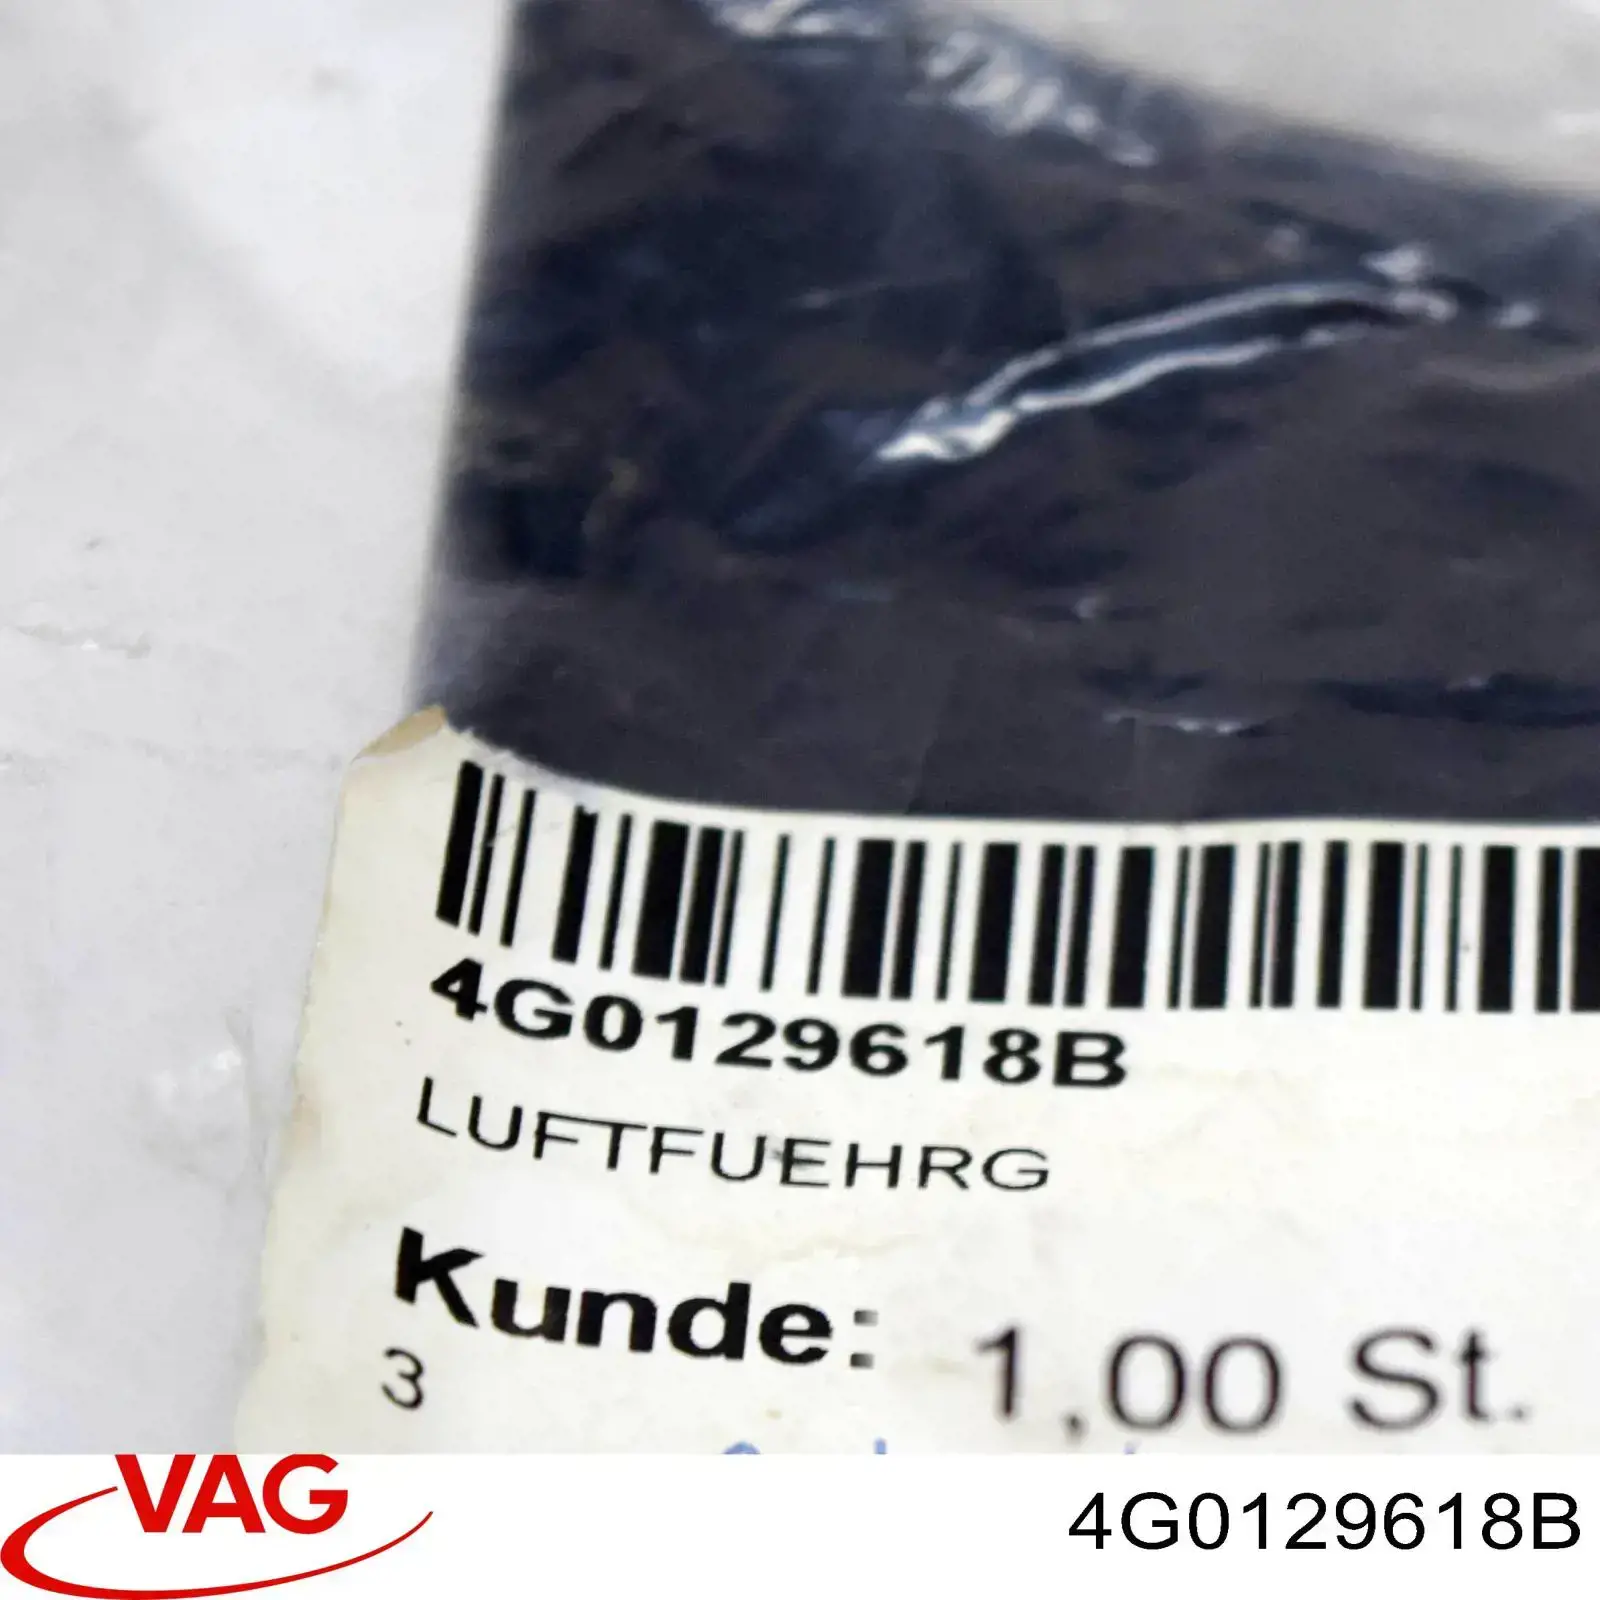 4G0129618B
LUFTFUEHRG
Kunde: 1,00 St.
3
VAG
4G0129618B